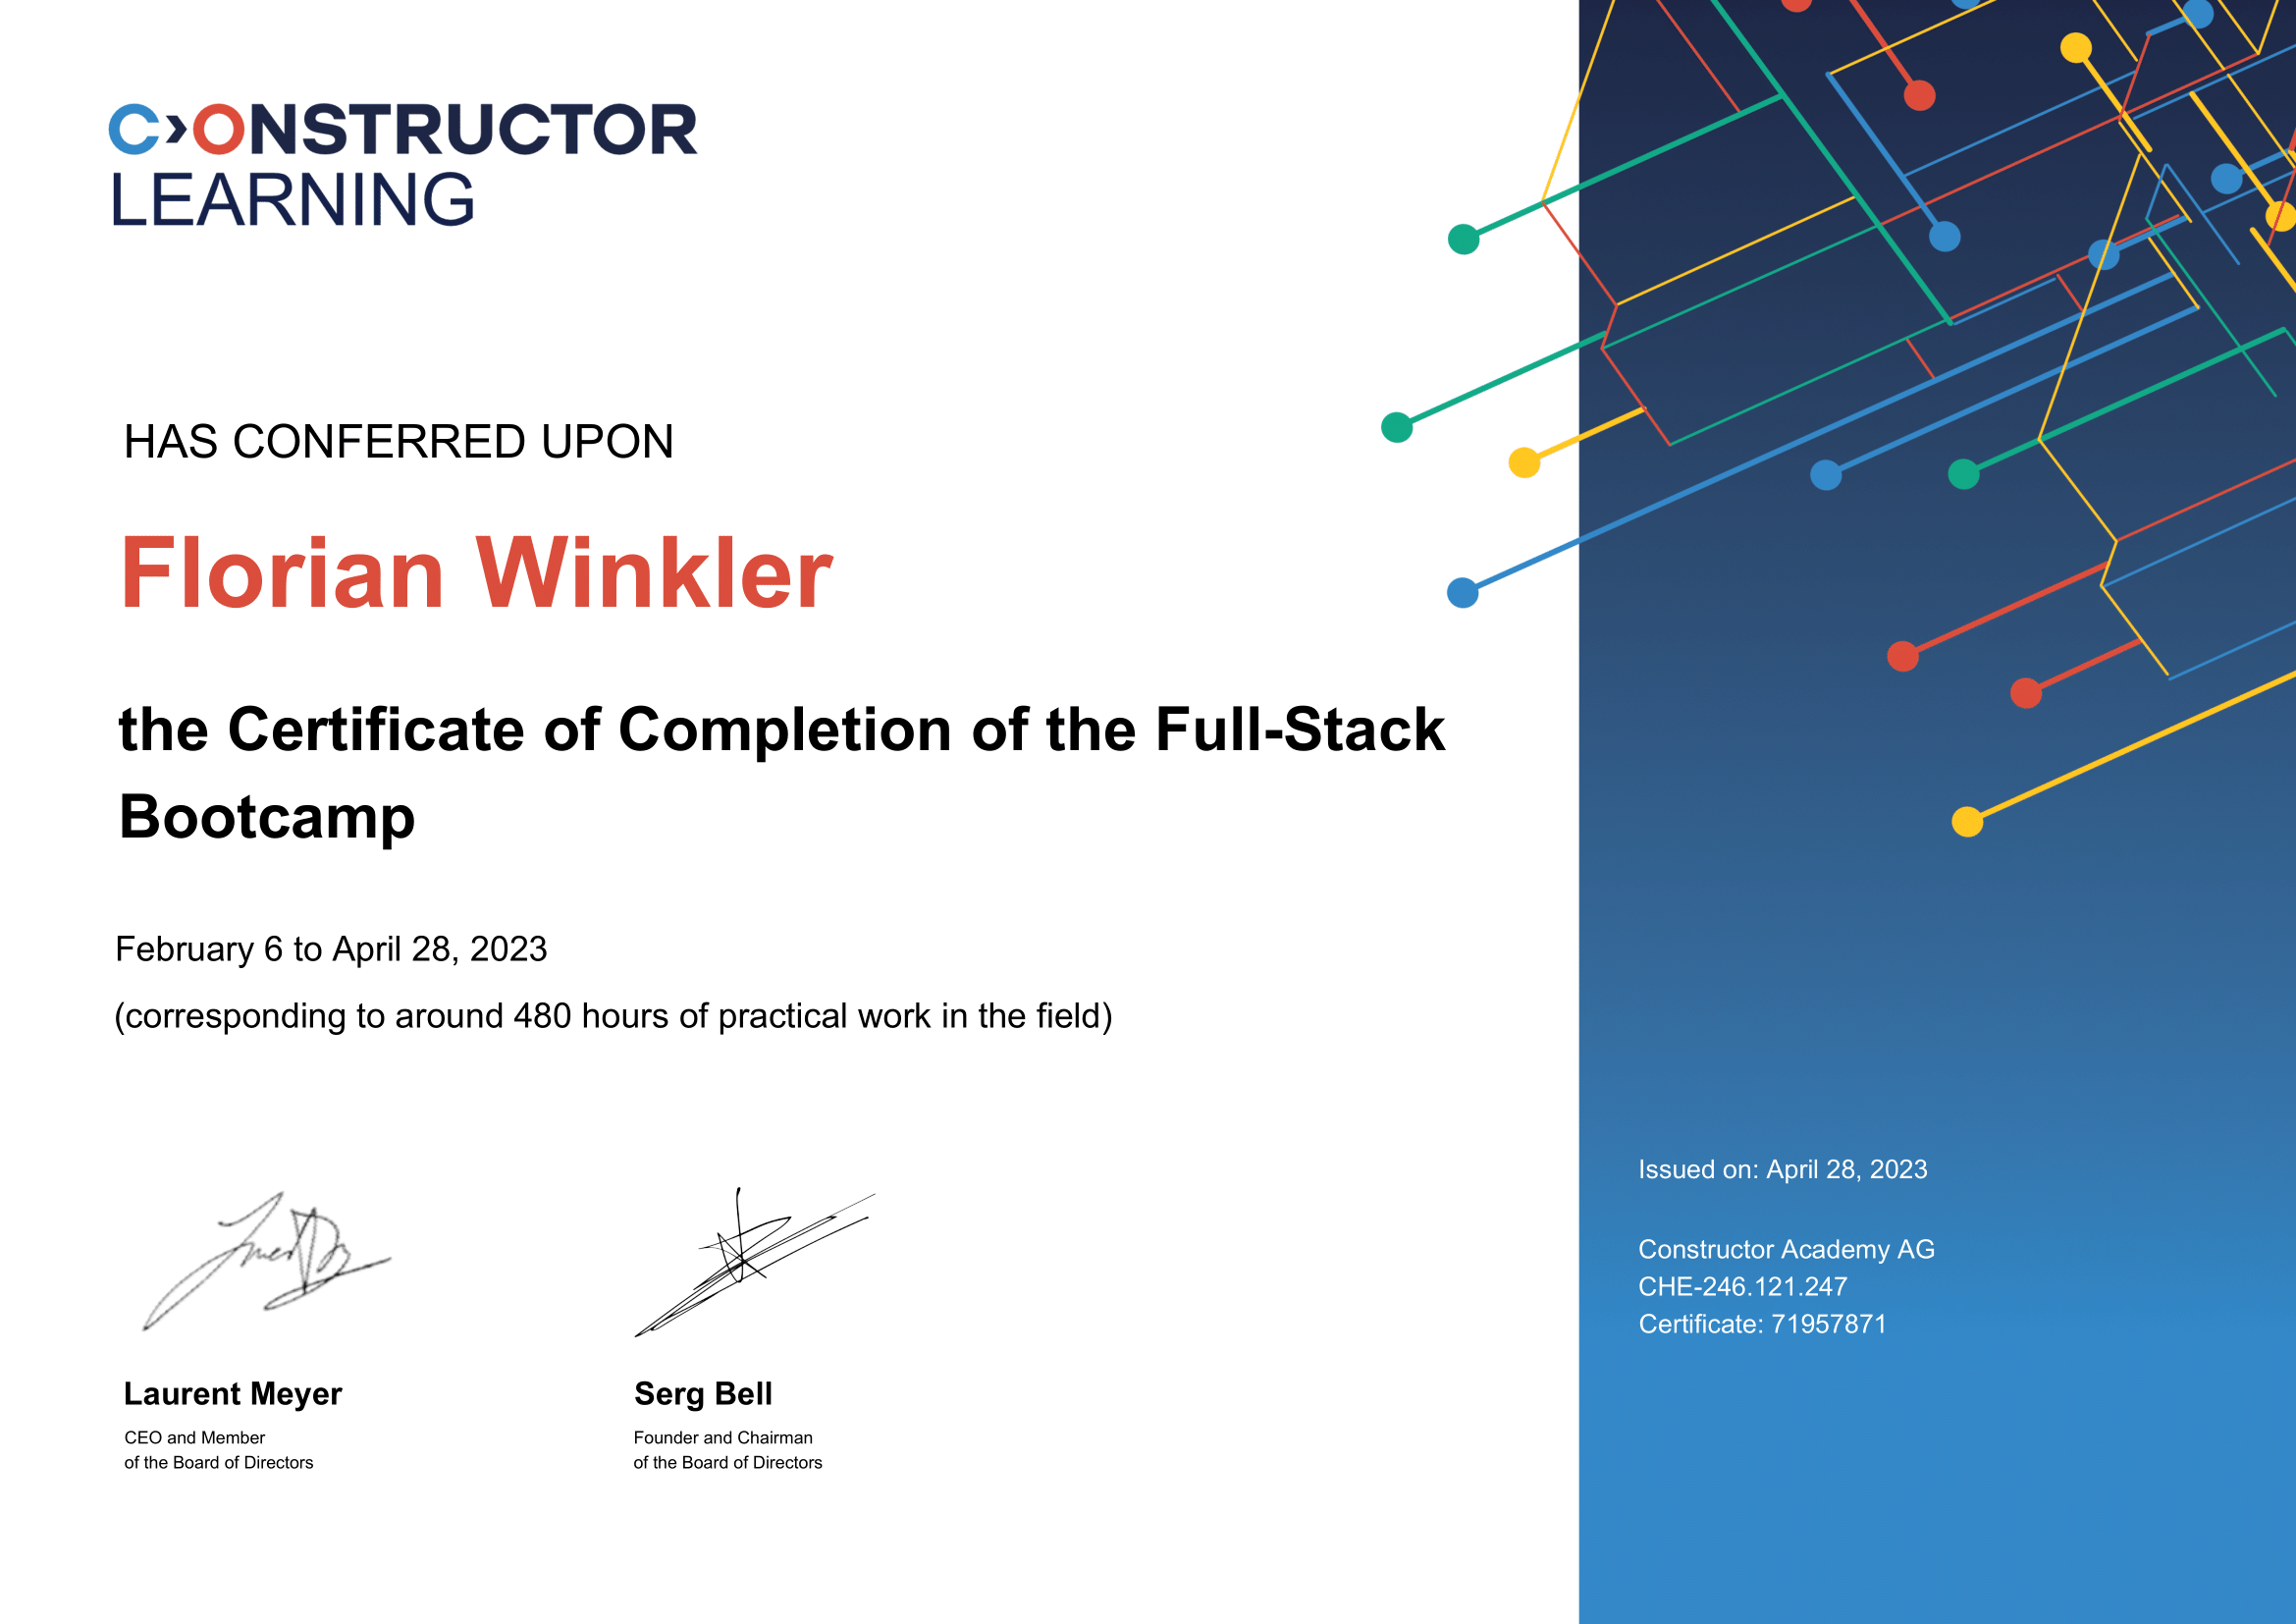 CONSTRUCTOR
LEARNING
HAS CONFERRED UPON
Florian Winkler
the Certificate of Completion of the Full-Stack
Bootcamp
February 6 to April 28, 2023
(corresponding to around 480 hours of practical work in the field)
Laurent Meyer
CEO and Member
of the Board of Directors
Serg Bell
Founder and Chairman
of the Board of Directors
Issued on: April 28, 2023
Constructor Academy AG
CHE-246.121.247
Certificate: 71957871